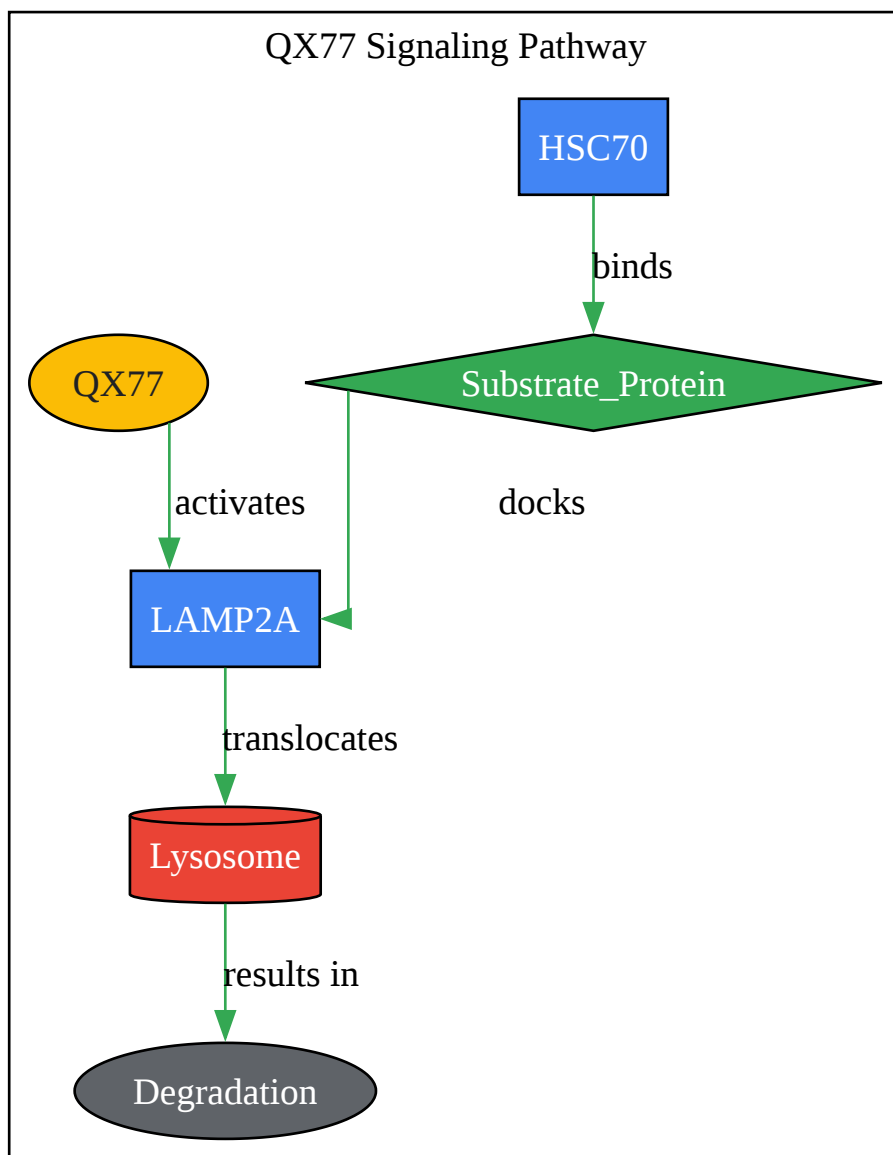 QX77 Signaling Pathway
HSC70
binds
QX77
Substrate_Protein
activates
docks
LAMP2A
translocates
Lysosome
results in
Degradation